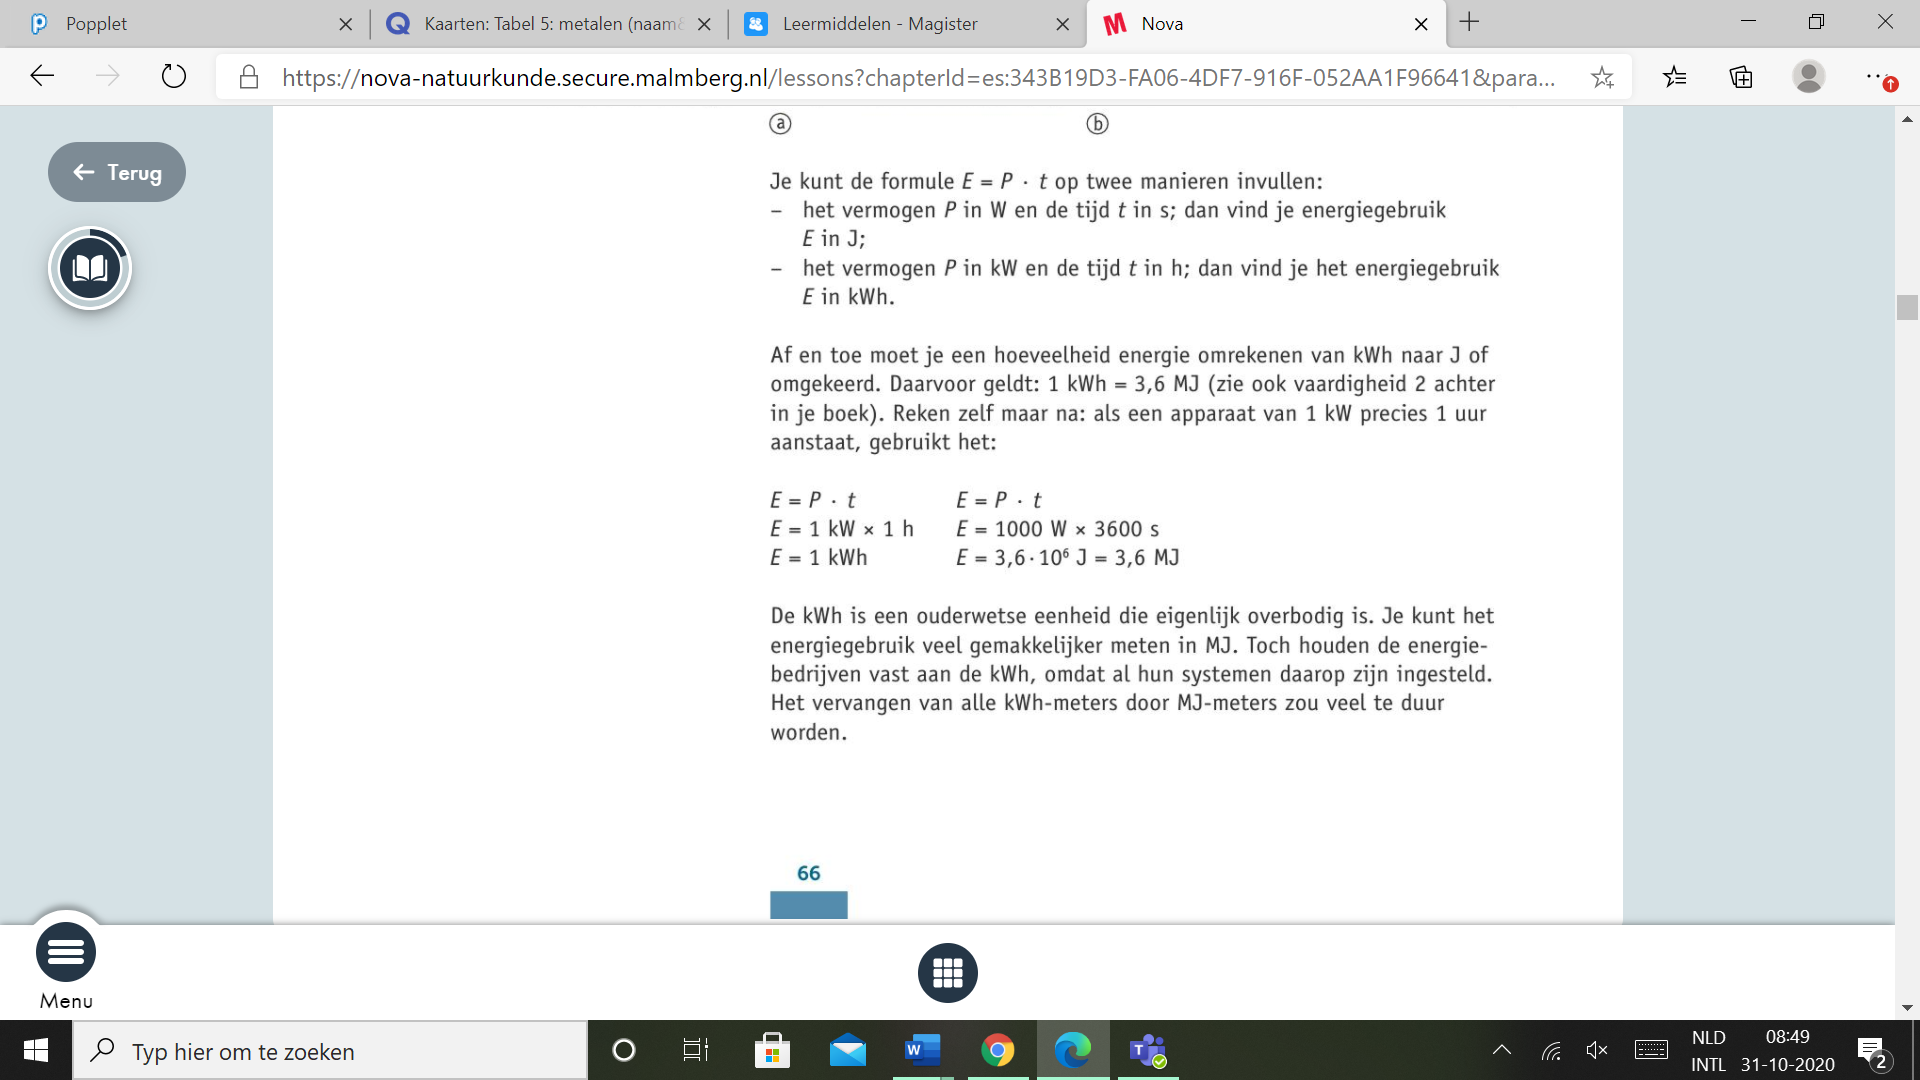 Popplet
Kaarten: Tabel 5: metalen (naam&
Leermiddelen - Magister
Nova
https://nova-natuurkunde.secure.malmberg.nl/lessons?chapterId=es:343B19D3-FA06-4DF7-916F-052AA1F96641&para...
Terug
a b
Je kunt de formule E = P · t op twee manieren invullen:
– het vermogen P in W en de tijd t in s; dan vind je energiegebruik
E in J;
– het vermogen P in kW en de tijd t in h; dan vind je het energiegebruik
E in kWh.
Af en toe moet je een hoeveelheid energie omrekenen van kWh naar J of
omgekeerd. Daarvoor geldt: 1 kWh = 3,6 MJ (zie ook vaardigheid 2 achter
in je boek). Reken zelf maar na: als een apparaat van 1 kW precies 1 uur
aanstaat, gebruikt het:
E = P · t E = P · t
E = 1 kW × 1 h E = 1000 W × 3600 s
E = 1 kWh E = 3,6·10⁶ J = 3,6 MJ
De kWh is een ouderwetse eenheid die eigenlijk overbodig is. Je kunt het
energiegebruik veel gemakkelijker meten in MJ. Toch houden de energie-
bedrijven vast aan de kWh, omdat al hun systemen daarop zijn ingesteld.
Het vervangen van alle kWh-meters door MJ-meters zou veel te duur
worden.
66
Menu
Typ hier om te zoeken
NLD 08:49
INTL 31-10-2020
2